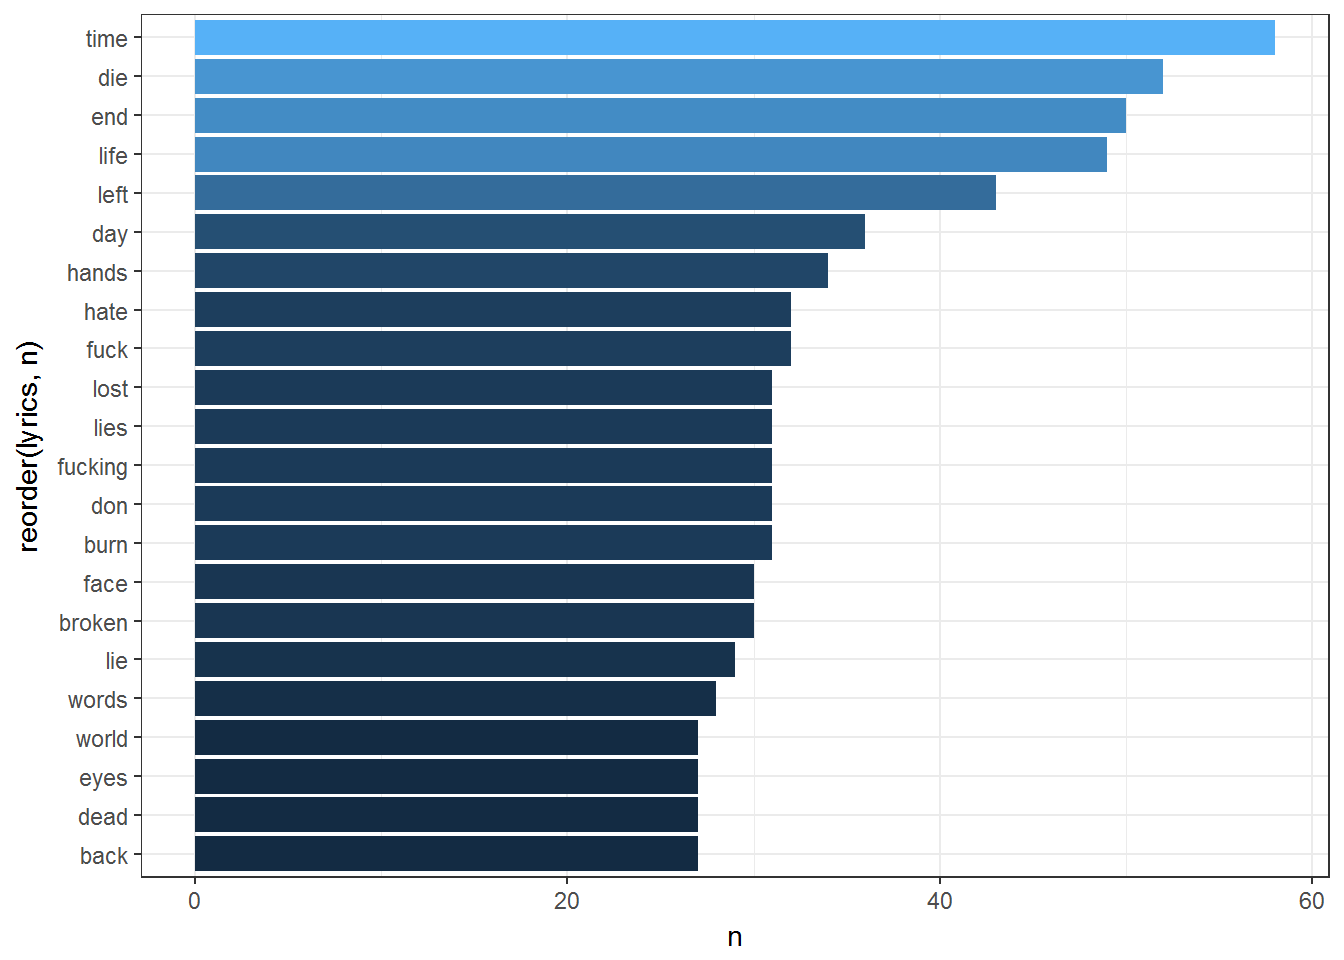 time
die
end
life
left
day
hands
hate
fuck
lost
lies
fucking
don
burn
face
broken
lie
words
world
eyes
dead
back
reorder(lyrics, n)
0 20 40 60
n